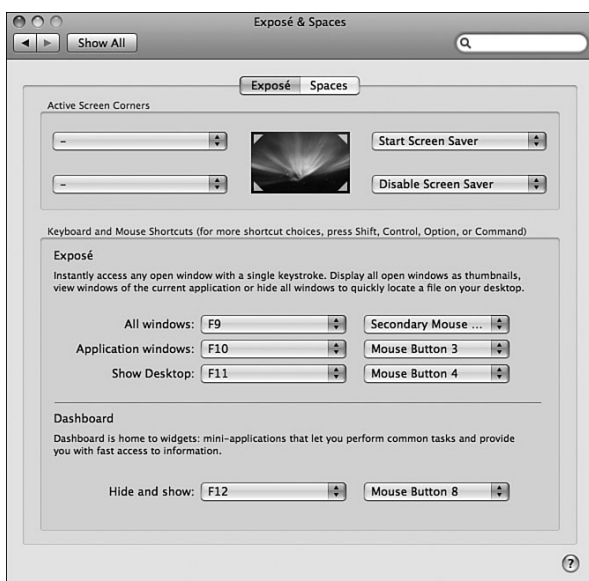 Exposé & Spaces
Show All
Exposé Spaces
Active Screen Corners
- Start Screen Saver
- Disable Screen Saver
Keyboard and Mouse Shortcuts (for more shortcut choices, press Shift, Control, Option, or Command)
Exposé
Instantly access any open window with a single keystroke. Display all open windows as thumbnails,
view windows of the current application or hide all windows to quickly locate a file on your desktop.
All windows: F9 Secondary Mouse ...
Application windows: F10 Mouse Button 3
Show Desktop: F11 Mouse Button 4
Dashboard
Dashboard is home to widgets: mini-applications that let you perform common tasks and provide
you with fast access to information.
Hide and show: F12 Mouse Button 8
?